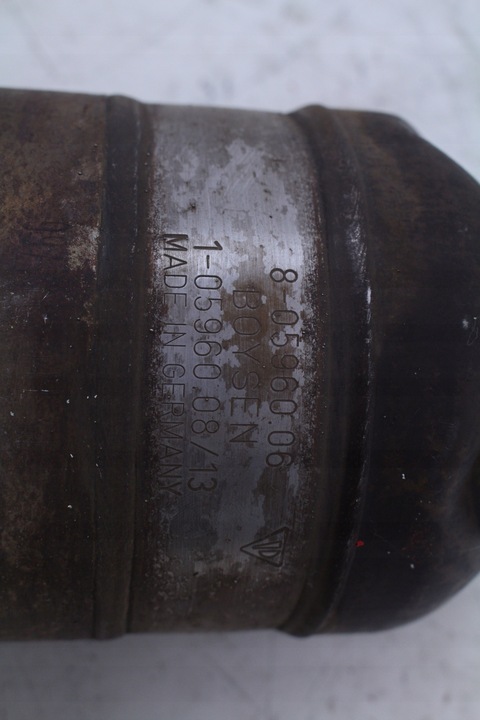 8-05960.06
BOYSEN
1-05960.08/13
MADE IN GERMANY